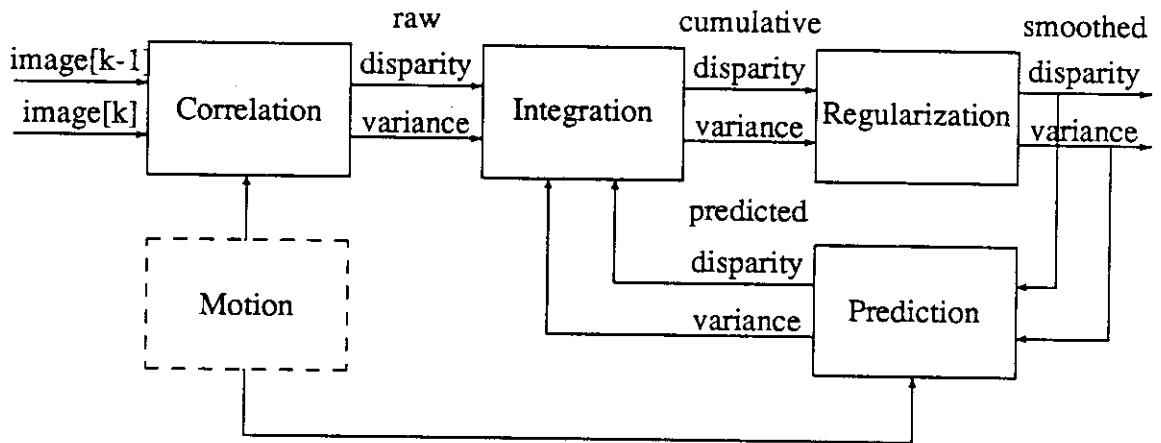 raw
cumulative
smoothed
image[k-1]
disparity
disparity
disparity
image[k]
Correlation
Integration
Regularization
variance
variance
variance
predicted
disparity
Motion
Prediction
variance